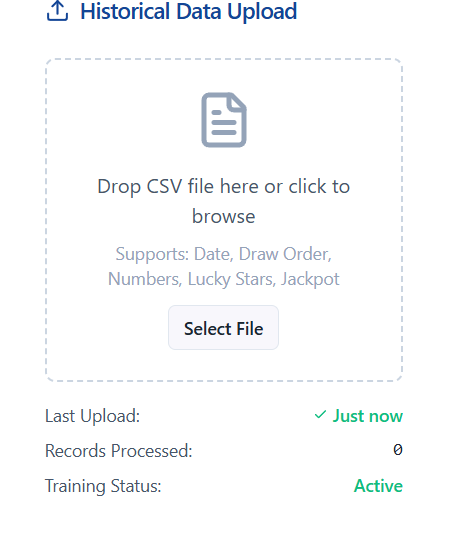 Historical Data Upload
Drop CSV file here or click to
browse
Supports: Date, Draw Order,
Numbers, Lucky Stars, Jackpot
Select File
Last Upload: ✓ Just now
Records Processed: 0
Training Status: Active